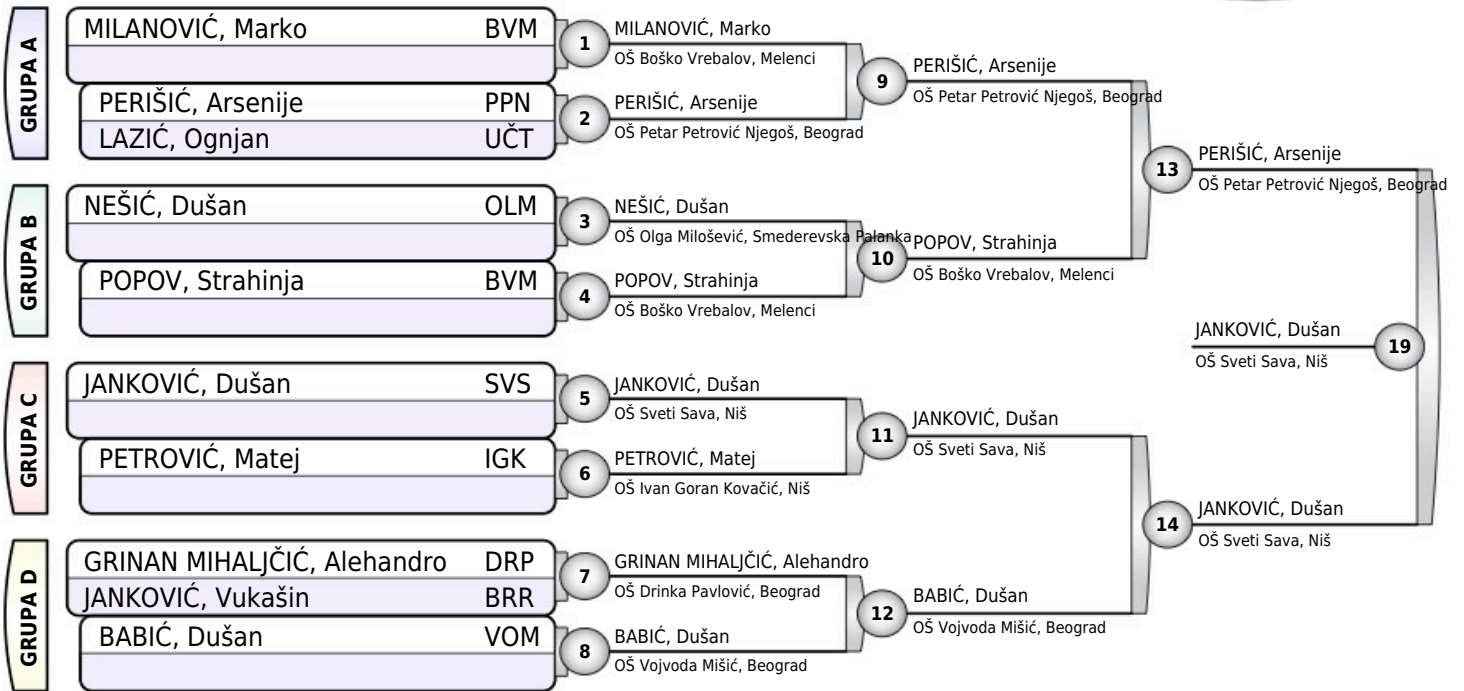 GRUPA A
MILANOVIĆ, Marko BVM
PERIŠIĆ, Arsenije PPN
LAZIĆ, Ognjan UČT
GRUPA B
NEŠIĆ, Dušan OLM
POPOV, Strahinja BVM
GRUPA C
JANKOVIĆ, Dušan SVS
PETROVIĆ, Matej IGK
GRUPA D
GRINAN MIHALJČIĆ, Alehandro DRP
JANKOVIĆ, Vukašin BRR
BABIĆ, Dušan VOM
1
MILANOVIĆ, Marko
OŠ Boško Vrebalov, Melenci
2
PERIŠIĆ, Arsenije
OŠ Petar Petrović Njegoš, Beograd
3
NEŠIĆ, Dušan
OŠ Olga Milošević, Smederevska Palanka
4
POPOV, Strahinja
OŠ Boško Vrebalov, Melenci
5
JANKOVIĆ, Dušan
OŠ Sveti Sava, Niš
6
PETROVIĆ, Matej
OŠ Ivan Goran Kovačić, Niš
7
GRINAN MIHALJČIĆ, Alehandro
OŠ Drinka Pavlović, Beograd
8
BABIĆ, Dušan
OŠ Vojvoda Mišić, Beograd
9
PERIŠIĆ, Arsenije
OŠ Petar Petrović Njegoš, Beograd
10
POPOV, Strahinja
OŠ Boško Vrebalov, Melenci
11
JANKOVIĆ, Dušan
OŠ Sveti Sava, Niš
12
BABIĆ, Dušan
OŠ Vojvoda Mišić, Beograd
13
PERIŠIĆ, Arsenije
OŠ Petar Petrović Njegoš, Beograd
14
JANKOVIĆ, Dušan
OŠ Sveti Sava, Niš
JANKOVIĆ, Dušan
OŠ Sveti Sava, Niš
19